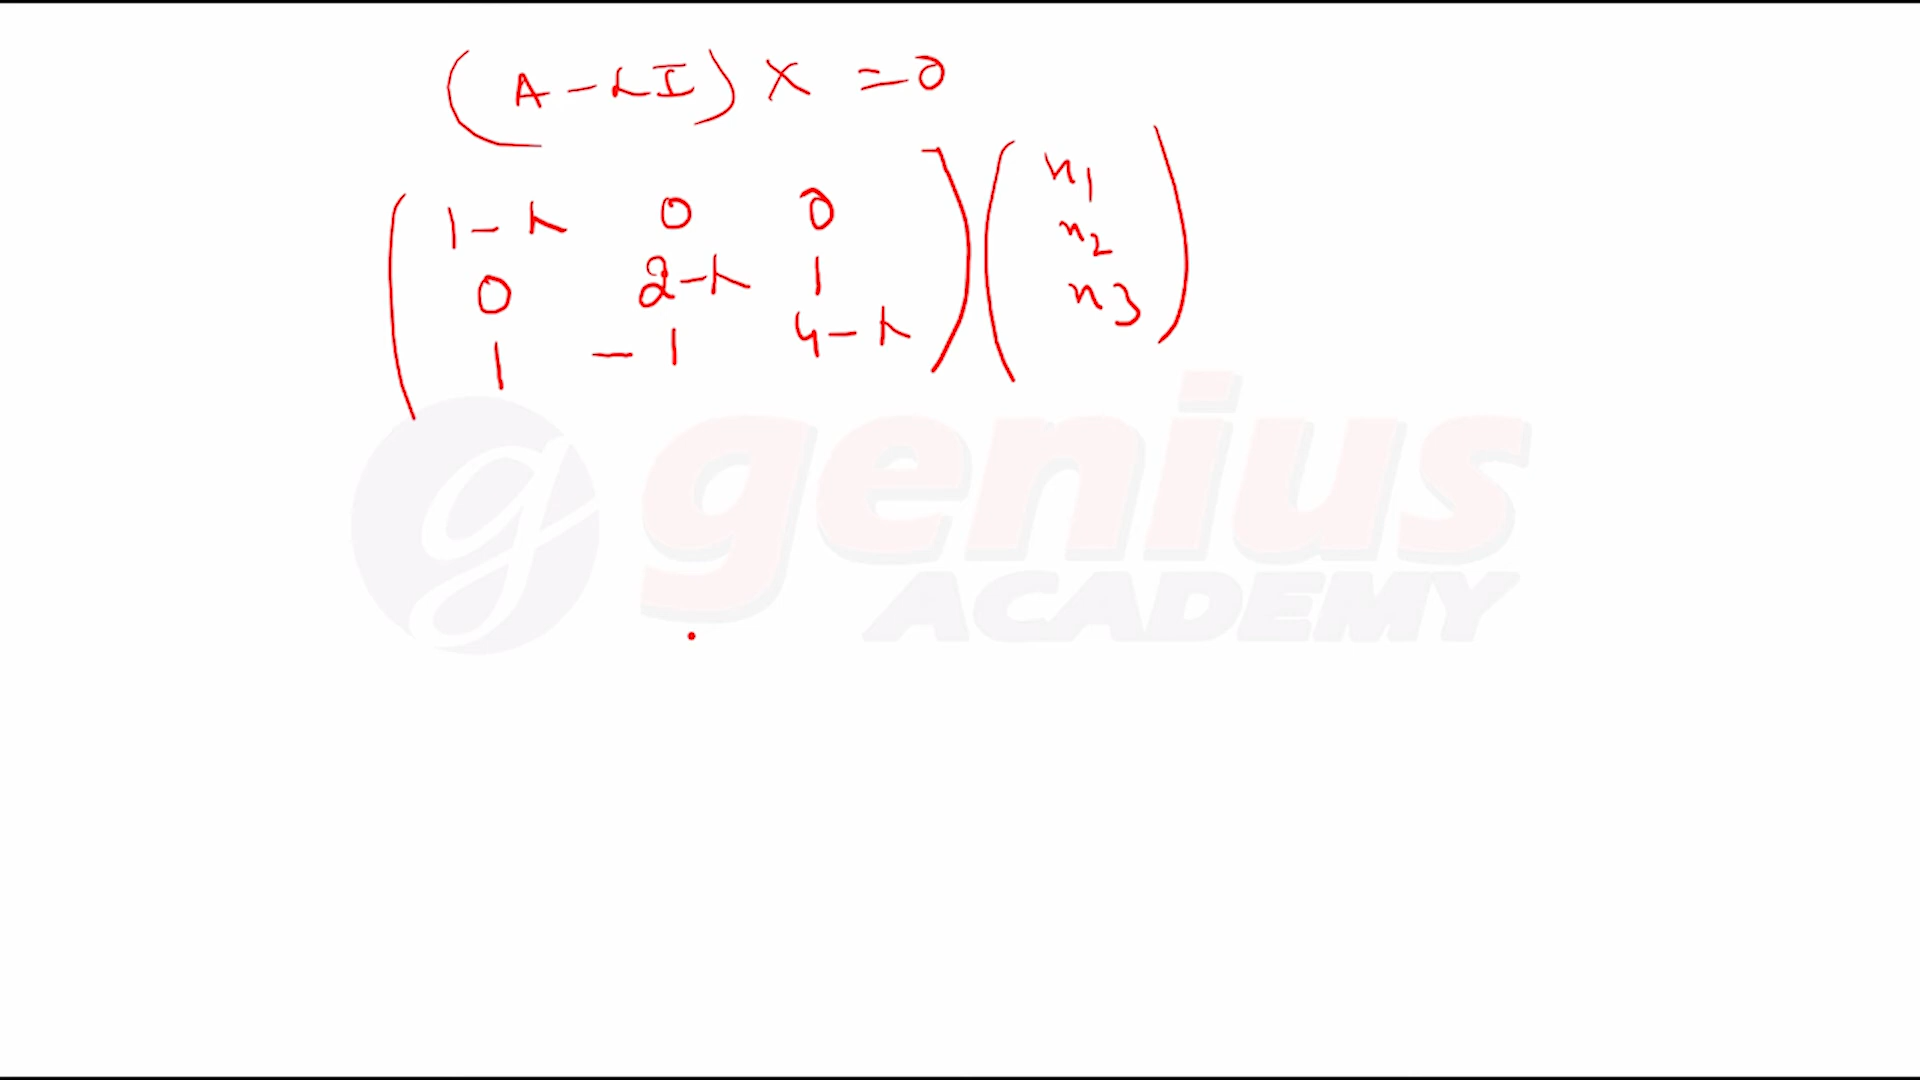 (A-λI) X = 0
1-λ 0 0
0 2-λ 1
1 -1 4-λ
x1
x2
x3
genius
ACADEMY